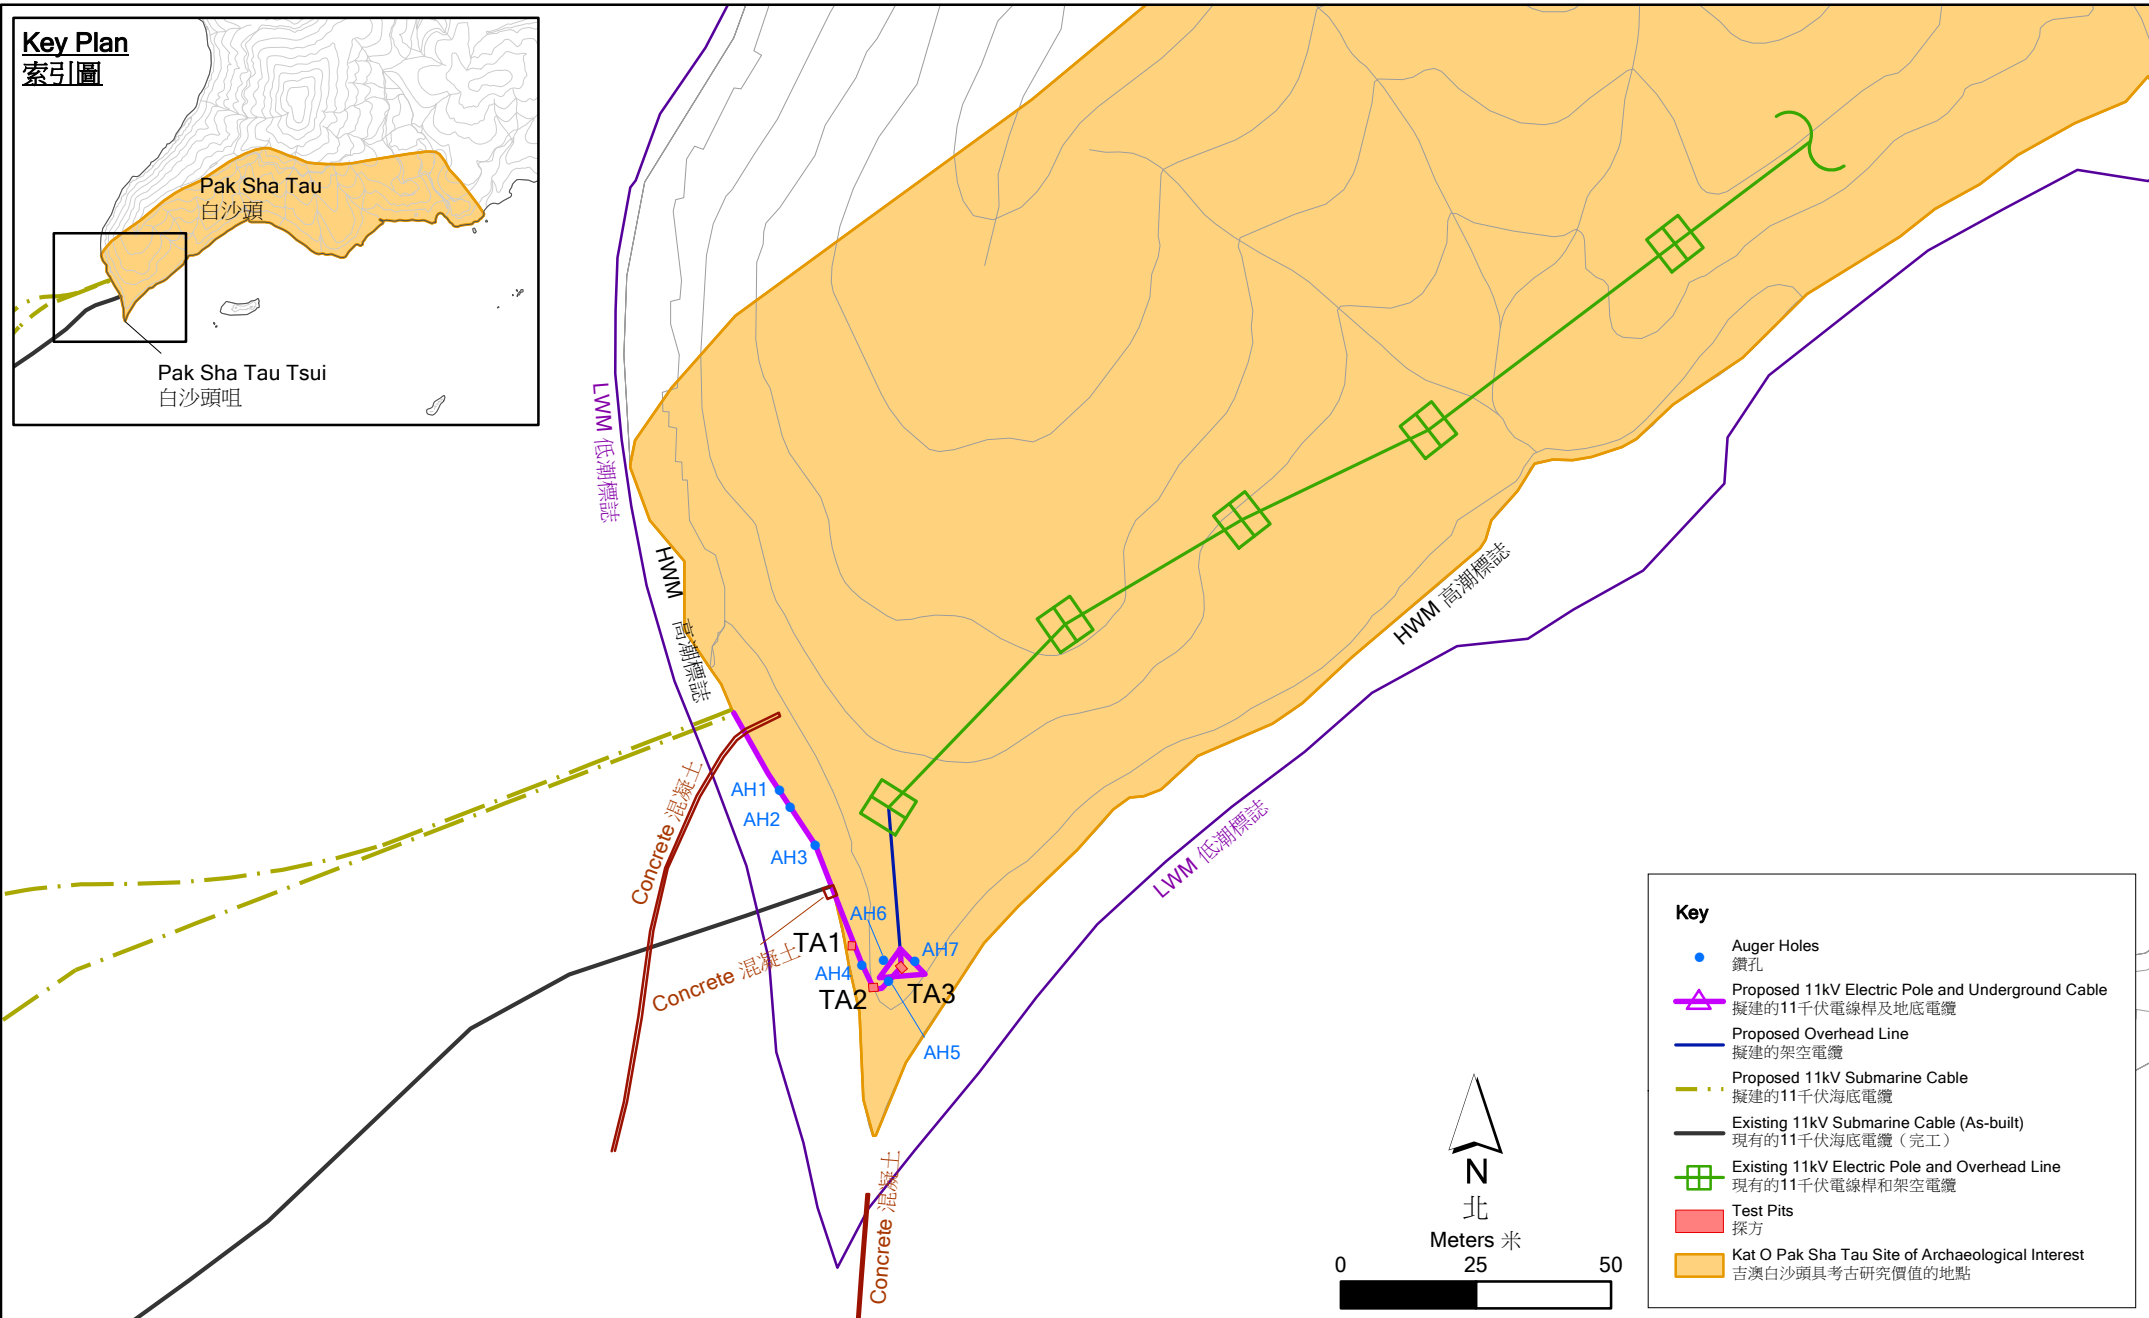 Key Plan
索引圖
Pak Sha Tau
白沙頭
Pak Sha Tau Tsui
白沙頭咀
LWM 低潮標誌
HWM 高潮標誌
HWM 高潮標誌
LWM 低潮標誌
Concrete 混凝土
Concrete 混凝土
Concrete 混凝土
AH1
AH2
AH3
AH6
TA1
AH7
AH4
TA2
TA3
AH5
N
北
Meters 米
0 25 50
Key
Auger Holes
鑽孔
Proposed 11kV Electric Pole and Underground Cable
擬建的11千伏電線桿及地底電纜
Proposed Overhead Line
擬建的架空電纜
Proposed 11kV Submarine Cable
擬建的11千伏海底電纜
Existing 11kV Submarine Cable (As-built)
現有的11千伏海底電纜（完工）
Existing 11kV Electric Pole and Overhead Line
現有的11千伏電線桿和架空電纜
Test Pits
探方
Kat O Pak Sha Tau Site of Archaeological Interest
吉澳白沙頭具考古研究價值的地點